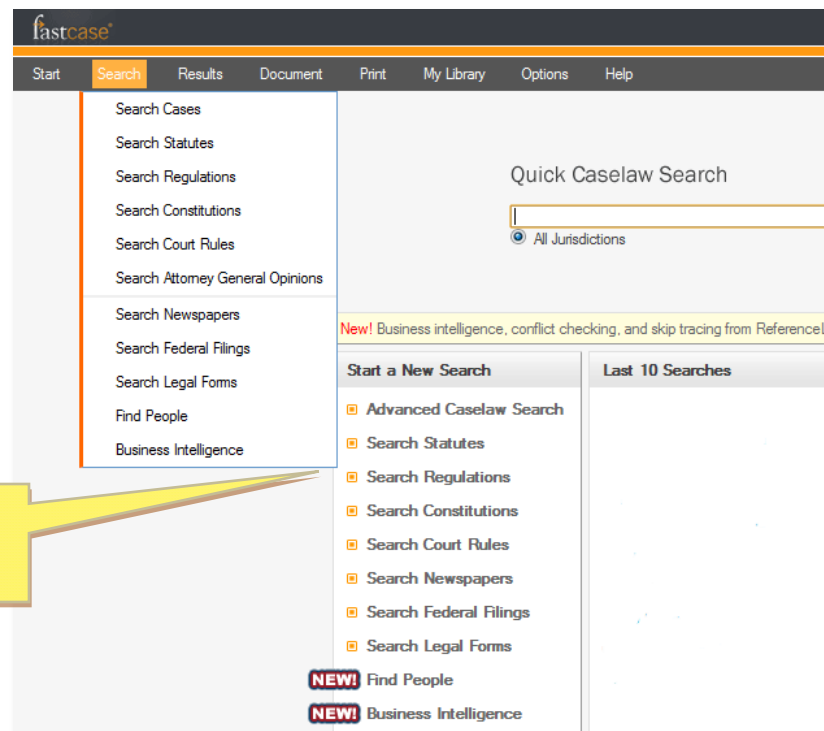 fastcase
Start Search Results Document Print My Library Options Help
Search Cases
Search Statutes
Search Regulations
Search Constitutions
Search Court Rules
Search Attorney General Opinions
Search Newspapers
Search Federal Filings
Search Legal Forms
Find People
Business Intelligence
Quick Caselaw Search
All Jurisdictions
New! Business intelligence, conflict checking, and skip tracing from Reference
Start a New Search
Advanced Caselaw Search
Search Statutes
Search Regulations
Search Constitutions
Search Court Rules
Search Newspapers
Search Federal Filings
Search Legal Forms
NEW! Find People
NEW! Business Intelligence
Last 10 Searches